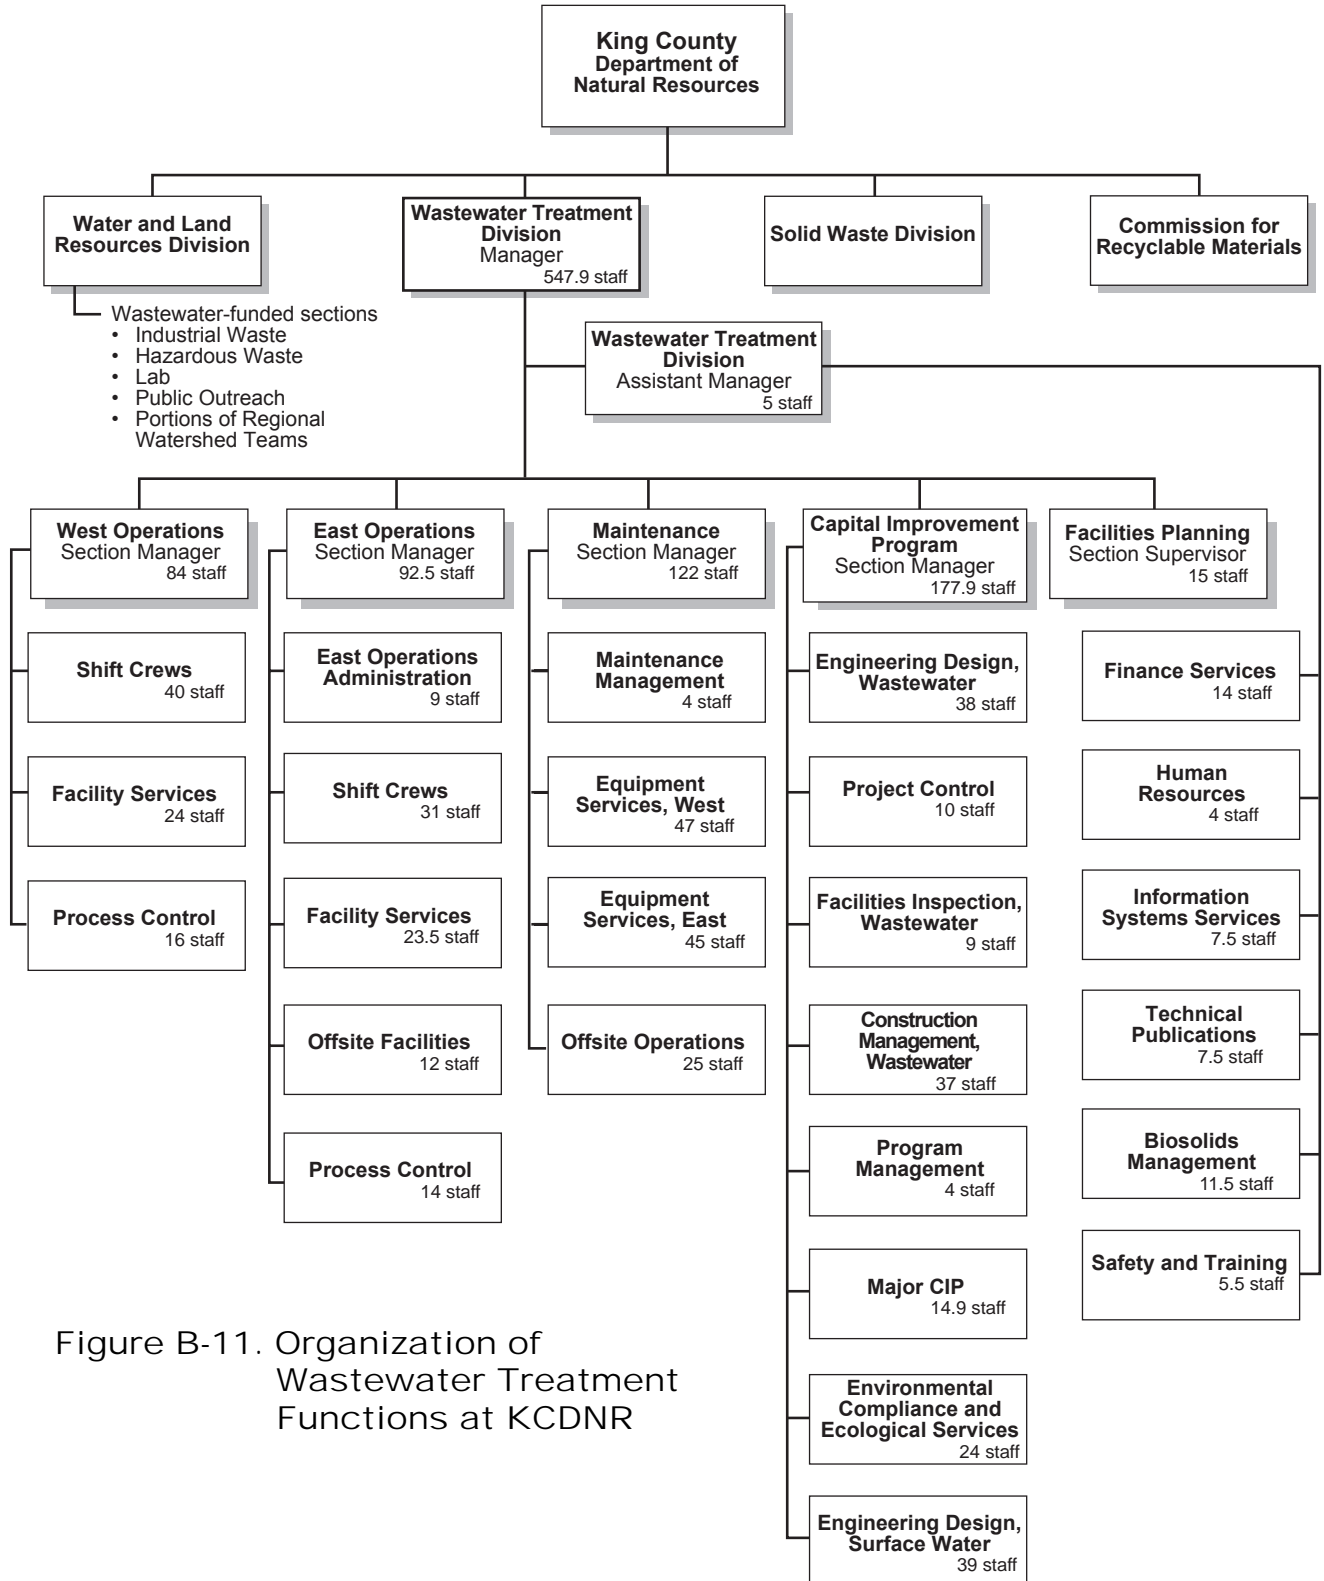 King County
Department of
Natural Resources
Water and Land
Resources Division
Wastewater Treatment
Division
Manager
547.9 staff
Solid Waste Division
Commission for
Recyclable Materials
Wastewater-funded sections
• Industrial Waste
• Hazardous Waste
• Lab
• Public Outreach
• Portions of Regional
Watershed Teams
Wastewater Treatment
Division
Assistant Manager
5 staff
West Operations
Section Manager
84 staff
East Operations
Section Manager
92.5 staff
Maintenance
Section Manager
122 staff
Capital Improvement
Program
Section Manager
177.9 staff
Facilities Planning
Section Supervisor
15 staff
Shift Crews
40 staff
Facility Services
24 staff
Process Control
16 staff
East Operations
Administration
9 staff
Shift Crews
31 staff
Facility Services
23.5 staff
Offsite Facilities
12 staff
Process Control
14 staff
Maintenance
Management
4 staff
Equipment
Services, West
47 staff
Equipment
Services, East
45 staff
Offsite Operations
25 staff
Engineering Design,
Wastewater
38 staff
Project Control
10 staff
Facilities Inspection,
Wastewater
9 staff
Construction
Management,
Wastewater
37 staff
Program
Management
4 staff
Major CIP
14.9 staff
Environmental
Compliance and
Ecological Services
24 staff
Engineering Design,
Surface Water
39 staff
Finance Services
14 staff
Human
Resources
4 staff
Information
Systems Services
7.5 staff
Technical
Publications
7.5 staff
Biosolids
Management
11.5 staff
Safety and Training
5.5 staff
Figure B-11. Organization of
Wastewater Treatment
Functions at KCDNR